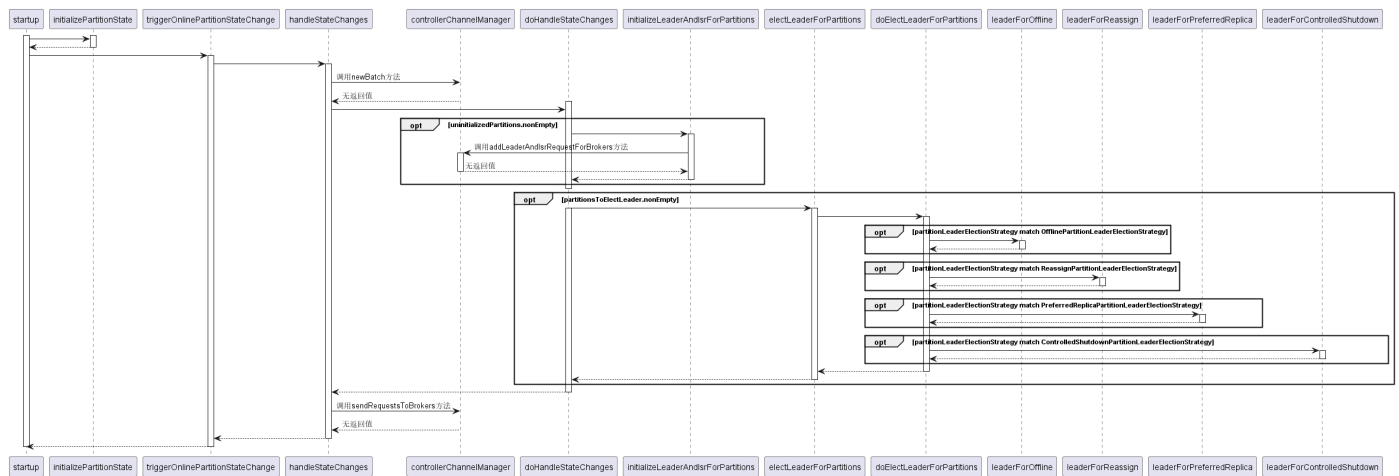 startup initializePartitionState triggerOnlinePartitionStateChange handleStateChanges controllerChannelManager doHandleStateChanges initializeLeaderAndIsrForPartitions electLeaderForPartitions doElectLeaderForPartitions leaderForOffline leaderForReassign leaderForPreferredReplica leaderForControlledShutdown
调用newBatch方法
无返回值
opt [uninitializedPartitions.nonEmpty]
调用addLeaderAndIsrRequestForBrokers方法
无返回值
opt [partitionsToElectLeader.nonEmpty]
opt [partitionLeaderElectionStrategy match OfflinePartitionLeaderElectionStrategy]
opt [partitionLeaderElectionStrategy match ReassignPartitionLeaderElectionStrategy]
opt [partitionLeaderElectionStrategy match PreferredReplicaPartitionLeaderElectionStrategy]
opt [partitionLeaderElectionStrategy match ControlledShutdownPartitionLeaderElectionStrategy]
调用sendRequestsToBrokers方法
无返回值
startup initializePartitionState triggerOnlinePartitionStateChange handleStateChanges controllerChannelManager doHandleStateChanges initializeLeaderAndIsrForPartitions electLeaderForPartitions doElectLeaderForPartitions leaderForOffline leaderForReassign leaderForPreferredReplica leaderForControlledShutdown